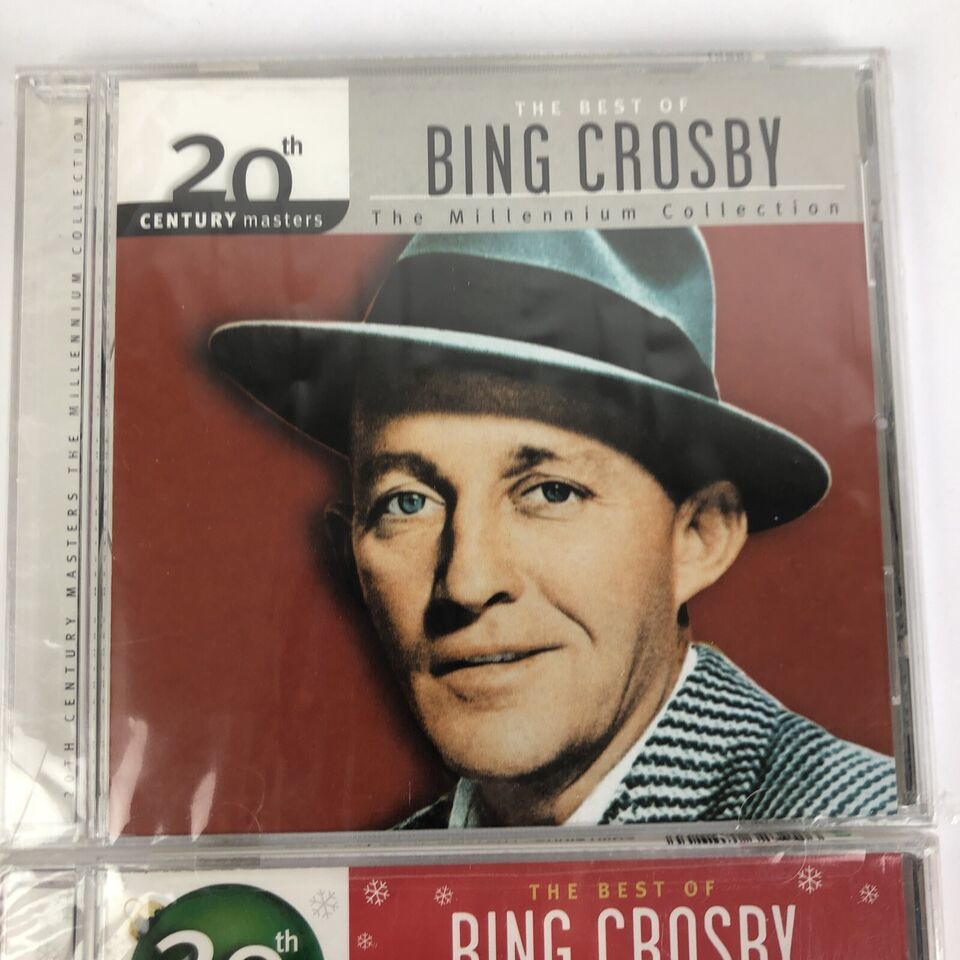 THE BEST OF
BING CROSBY
The Millennium Collection
20th
CENTURY masters
20TH CENTURY MASTERS THE MILLENNIUM COLLECTION
THE BEST OF
BING CROSBY
20th